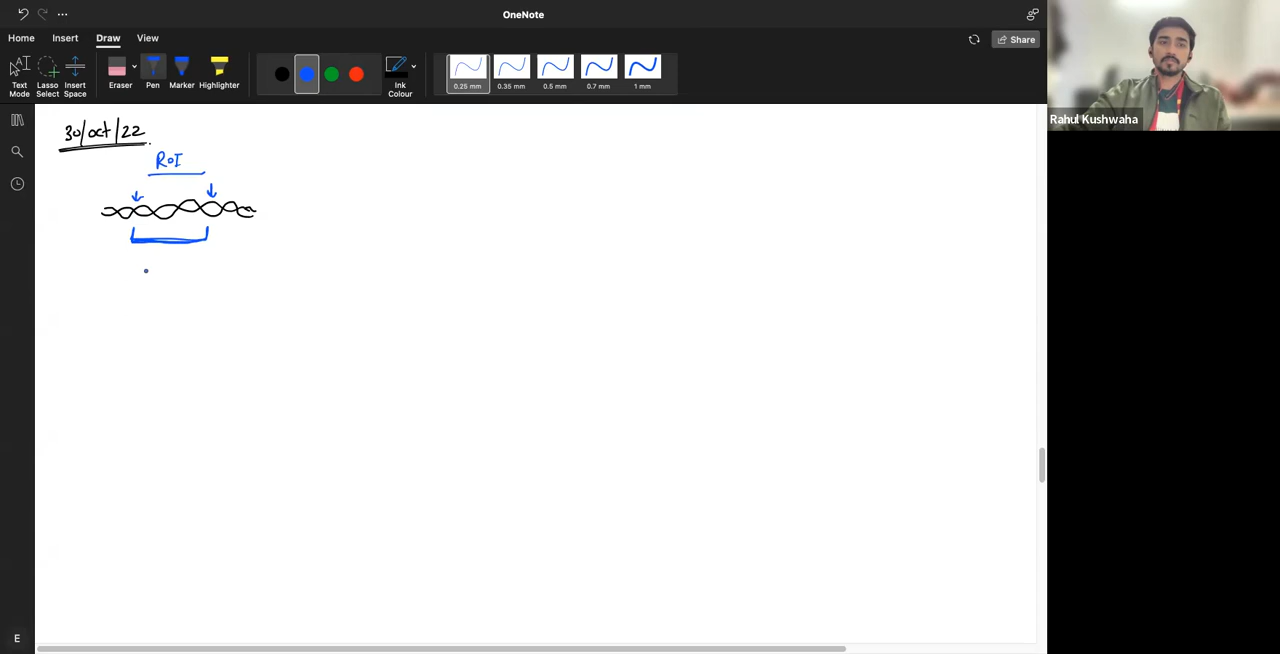 OneNote
Home Insert Draw View
Share
Text Mode
Lasso Select
Insert Space
Eraser
Pen
Marker
Highlighter
Ink Colour
0.25 mm
0.35 mm
0.5 mm
0.7 mm
1 mm
Rahul Kushwaha
30/oct/22
ROI
E